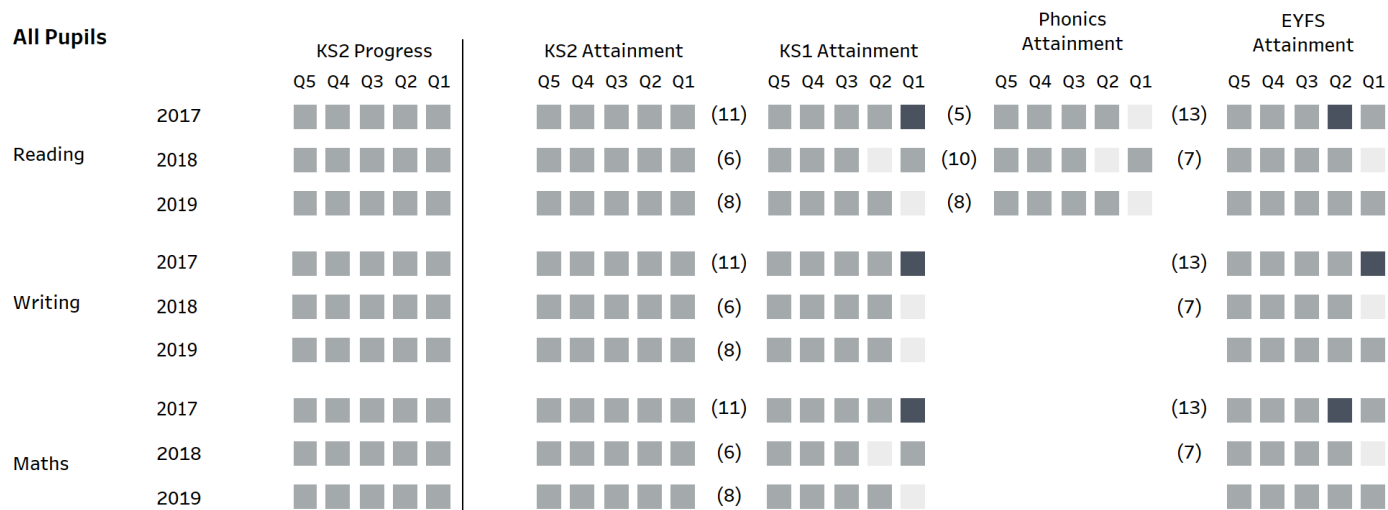 All Pupils
KS2 Progress
KS2 Attainment
KS1 Attainment
Phonics
Attainment
EYFS
Attainment
Q5 Q4 Q3 Q2 Q1 Q5 Q4 Q3 Q2 Q1 Q5 Q4 Q3 Q2 Q1 Q5 Q4 Q3 Q2 Q1 Q5 Q4 Q3 Q2 Q1
Reading
2017 (11) (5) (13)
2018 (6) (10) (7)
2019 (8) (8)
Writing
2017 (11) (13)
2018 (6) (7)
2019 (8)
Maths
2017 (11) (13)
2018 (6) (7)
2019 (8)